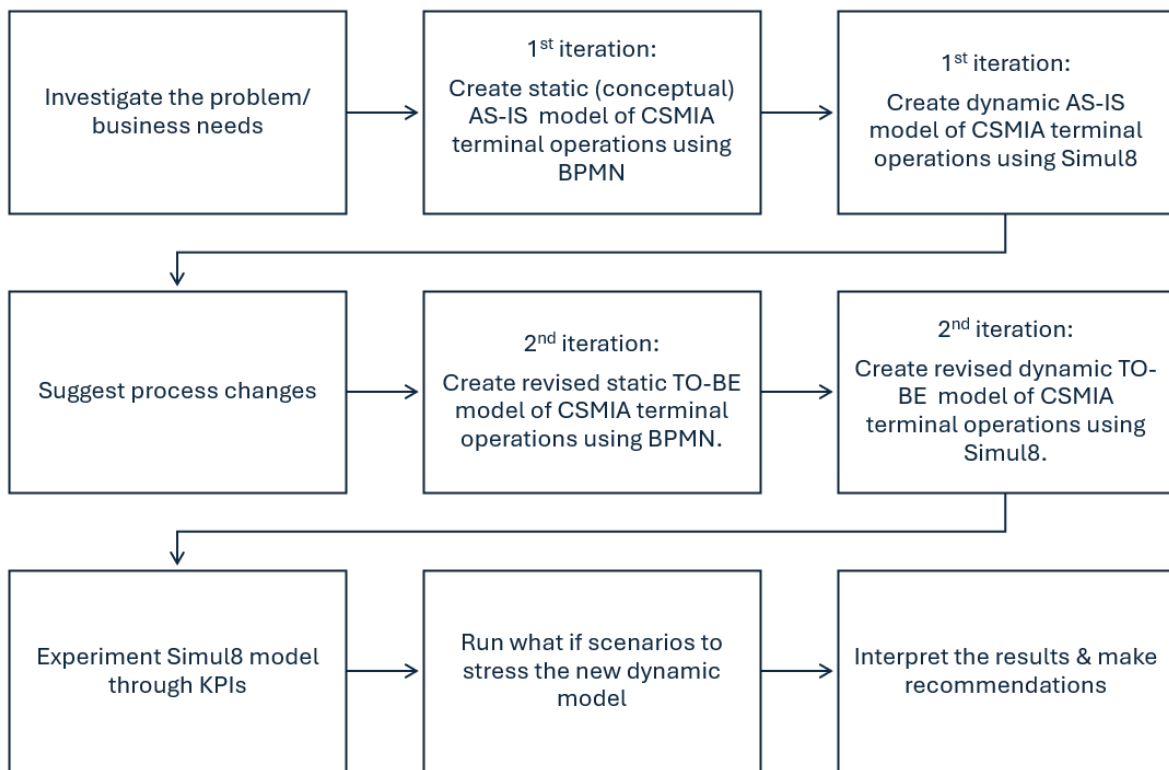 Investigate the problem/
business needs
1st iteration:
Create static (conceptual)
AS-IS model of CSMIA
terminal operations using
BPMN
1st iteration:
Create dynamic AS-IS
model of CSMIA terminal
operations using Simul8
Suggest process changes
2nd iteration:
Create revised static TO-BE
model of CSMIA terminal
operations using BPMN.
2nd iteration:
Create revised dynamic TO-
BE model of CSMIA
terminal operations using
Simul8.
Experiment Simul8 model
through KPIs
Run what if scenarios to
stress the new dynamic
model
Interpret the results & make
recommendations